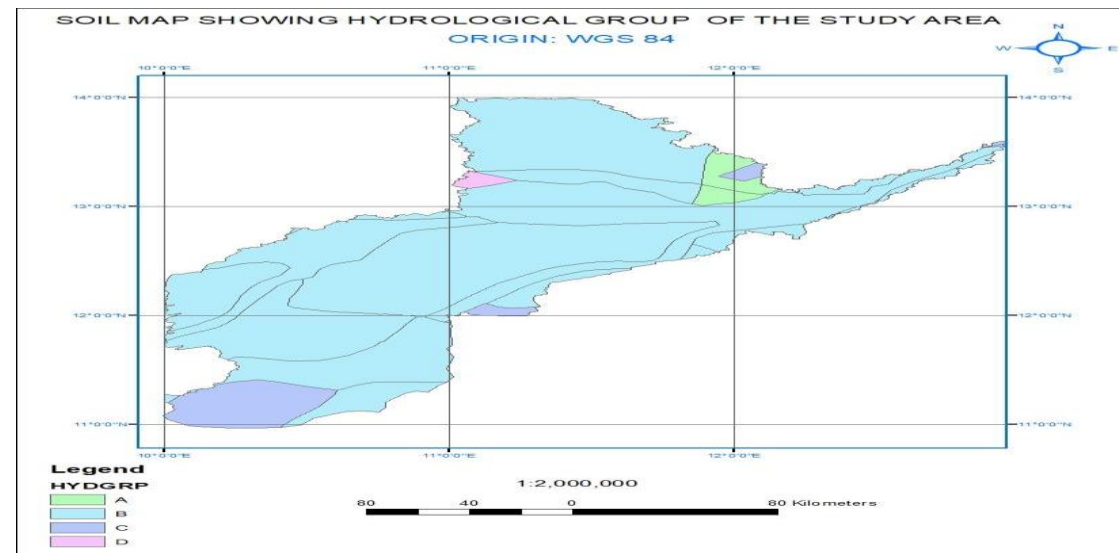 SOIL MAP SHOWING HYDROLOGICAL GROUP OF THE STUDY AREA
ORIGIN: WGS 84
N
W E
S
10°0'0"E 11°0'0"E 12°0'0"E
14°0'0"N 14°0'0"N
13°0'0"N 13°0'0"N
12°0'0"N 12°0'0"N
11°0'0"N 11°0'0"N
10°0'0"E 11°0'0"E 12°0'0"E
Legend
HYDGRP
A
B
C
D
1:2,000,000
80 40 0 80 Kilometers